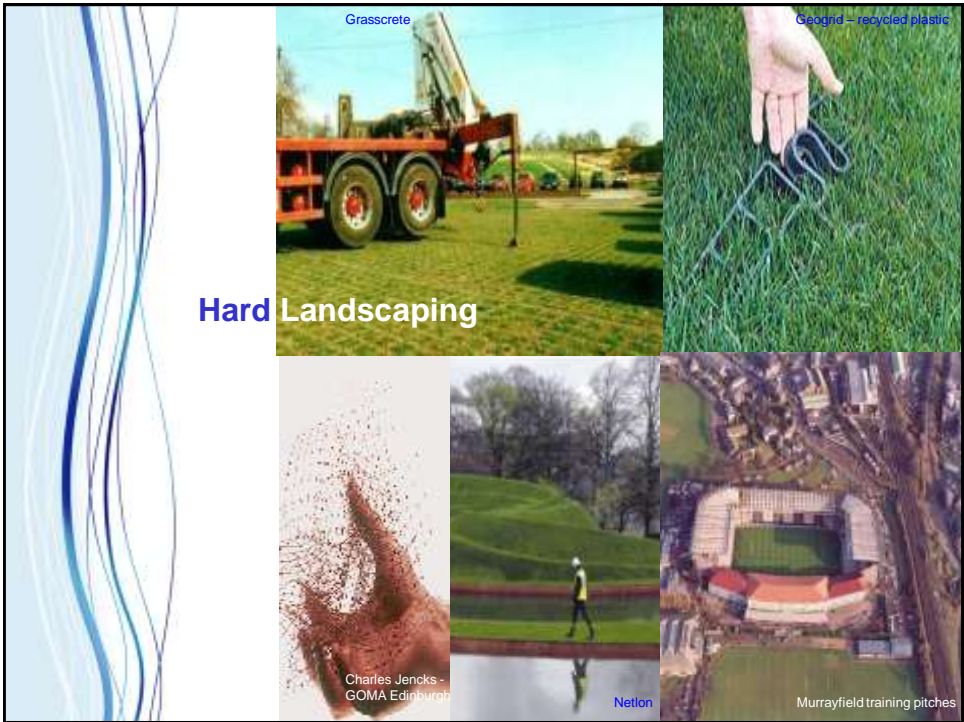 Grasscrete
Geogrid – recycled plastic
Hard Landscaping
Charles Jencks -
GOMA Edinburgh
Netlon
Murrayfield training pitches